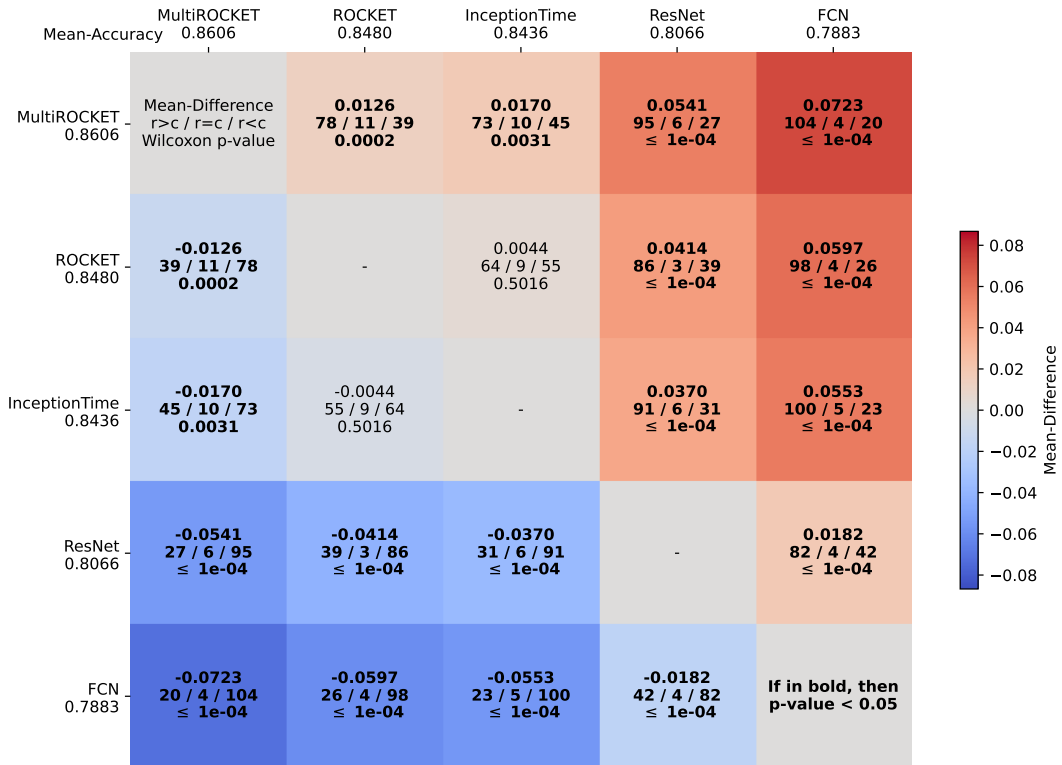 MultiROCKET ROCKET InceptionTime ResNet FCN
Mean-Accuracy 0.8606 0.8480 0.8436 0.8066 0.7883
MultiROCKET
0.8606
Mean-Difference
r>c / r=c / r<c
Wilcoxon p-value
0.0126
78 / 11 / 39
0.0002
0.0170
73 / 10 / 45
0.0031
0.0541
95 / 6 / 27
≤ 1e-04
0.0723
104 / 4 / 20
≤ 1e-04
ROCKET
0.8480
-0.0126
39 / 11 / 78
0.0002
-
0.0044
64 / 9 / 55
0.5016
0.0414
86 / 3 / 39
≤ 1e-04
0.0597
98 / 4 / 26
≤ 1e-04
InceptionTime
0.8436
-0.0170
45 / 10 / 73
0.0031
-0.0044
55 / 9 / 64
0.5016
-
0.0370
91 / 6 / 31
≤ 1e-04
0.0553
100 / 5 / 23
≤ 1e-04
ResNet
0.8066
-0.0541
27 / 6 / 95
≤ 1e-04
-0.0414
39 / 3 / 86
≤ 1e-04
-0.0370
31 / 6 / 91
≤ 1e-04
-
0.0182
82 / 4 / 42
≤ 1e-04
FCN
0.7883
-0.0723
20 / 4 / 104
≤ 1e-04
-0.0597
26 / 4 / 98
≤ 1e-04
-0.0553
23 / 5 / 100
≤ 1e-04
-0.0182
42 / 4 / 82
≤ 1e-04
If in bold, then
p-value < 0.05
0.08
0.06
0.04
0.02
0.00
−0.02
−0.04
−0.06
−0.08
Mean-Difference